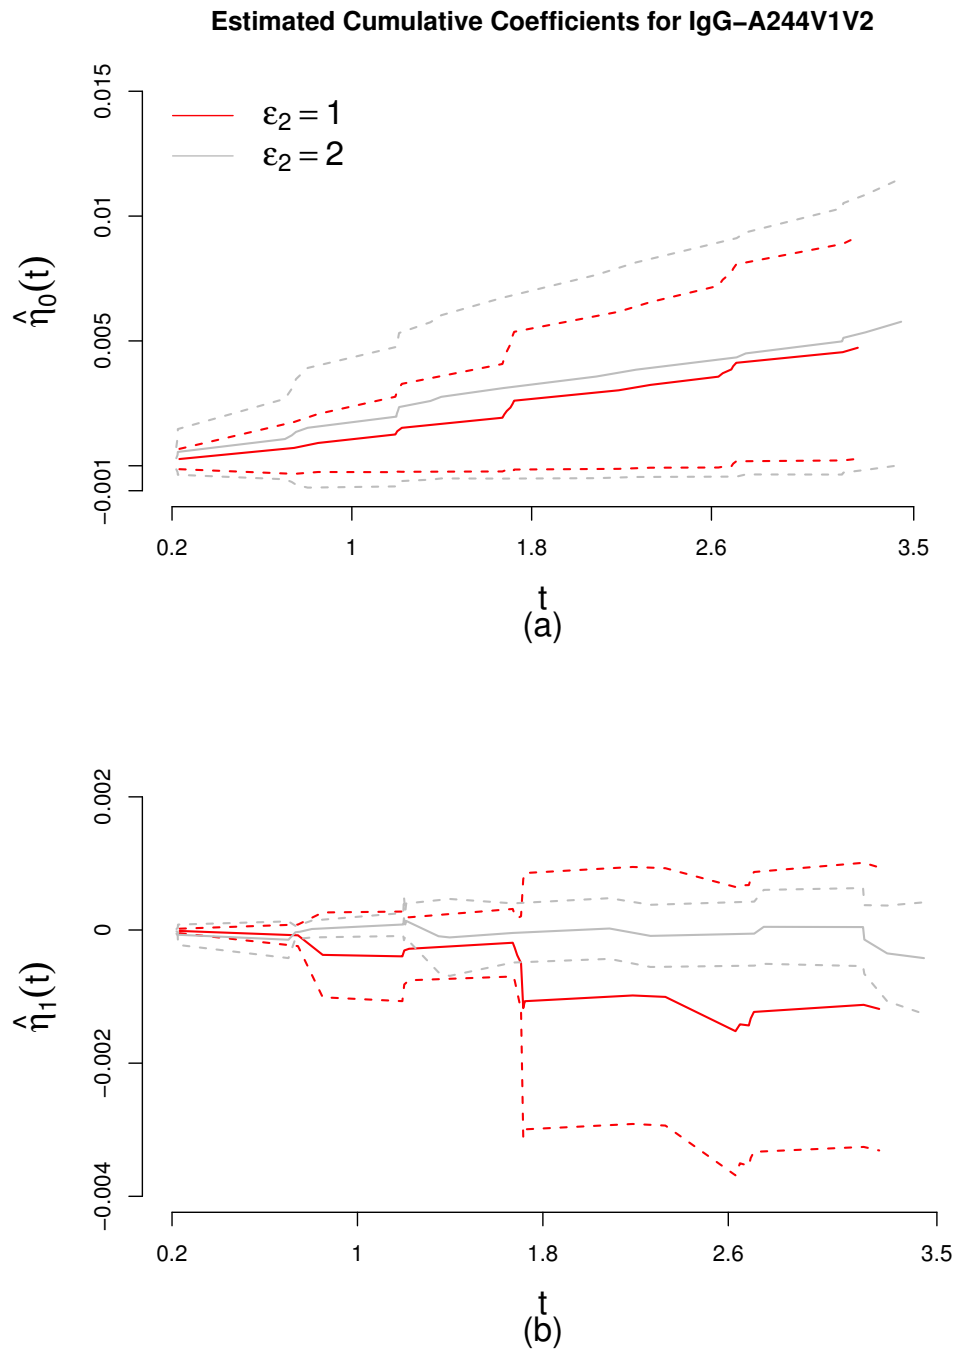 Estimated Cumulative Coefficients for IgG−A244V1V2
0.015
0.01
0.005
−0.001
η̂0(t)
ε2 = 1
ε2 = 2
0.2 1 1.8 2.6 3.5
t
(a)
0.002
0
−0.002
−0.004
η̂1(t)
0.2 1 1.8 2.6 3.5
t
(b)